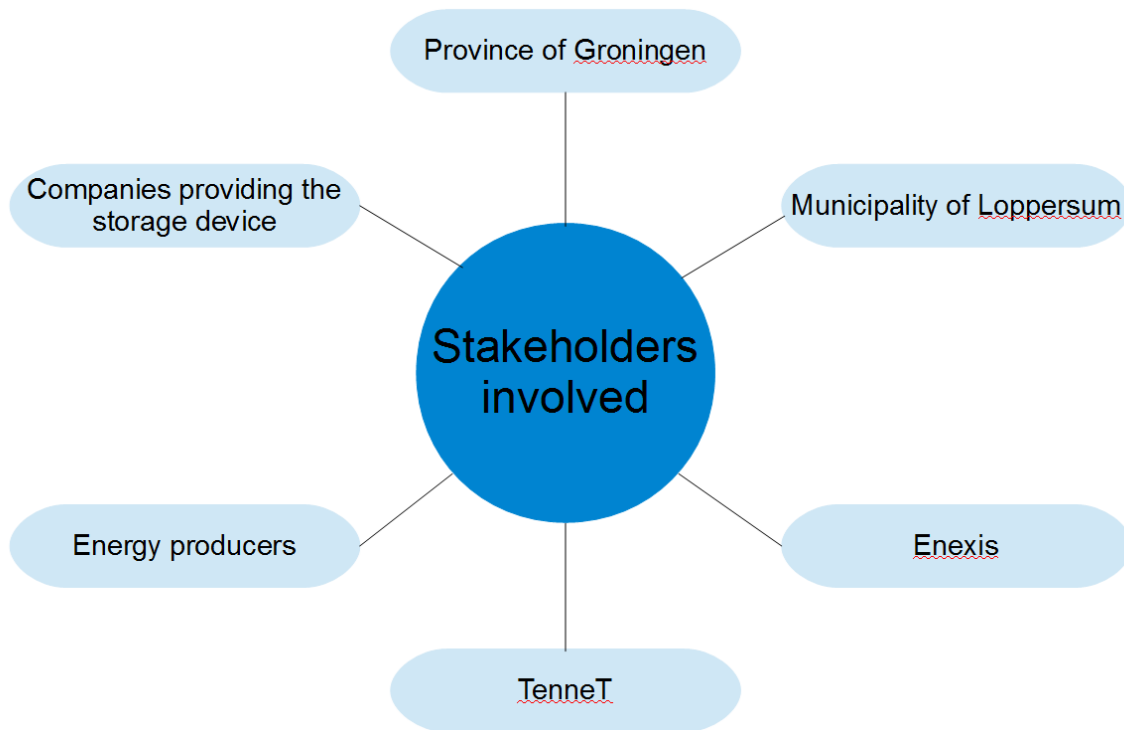 Province of Groningen
Companies providing the
storage device
Municipality of Loppersum
Stakeholders
involved
Energy producers
Enexis
TenneT